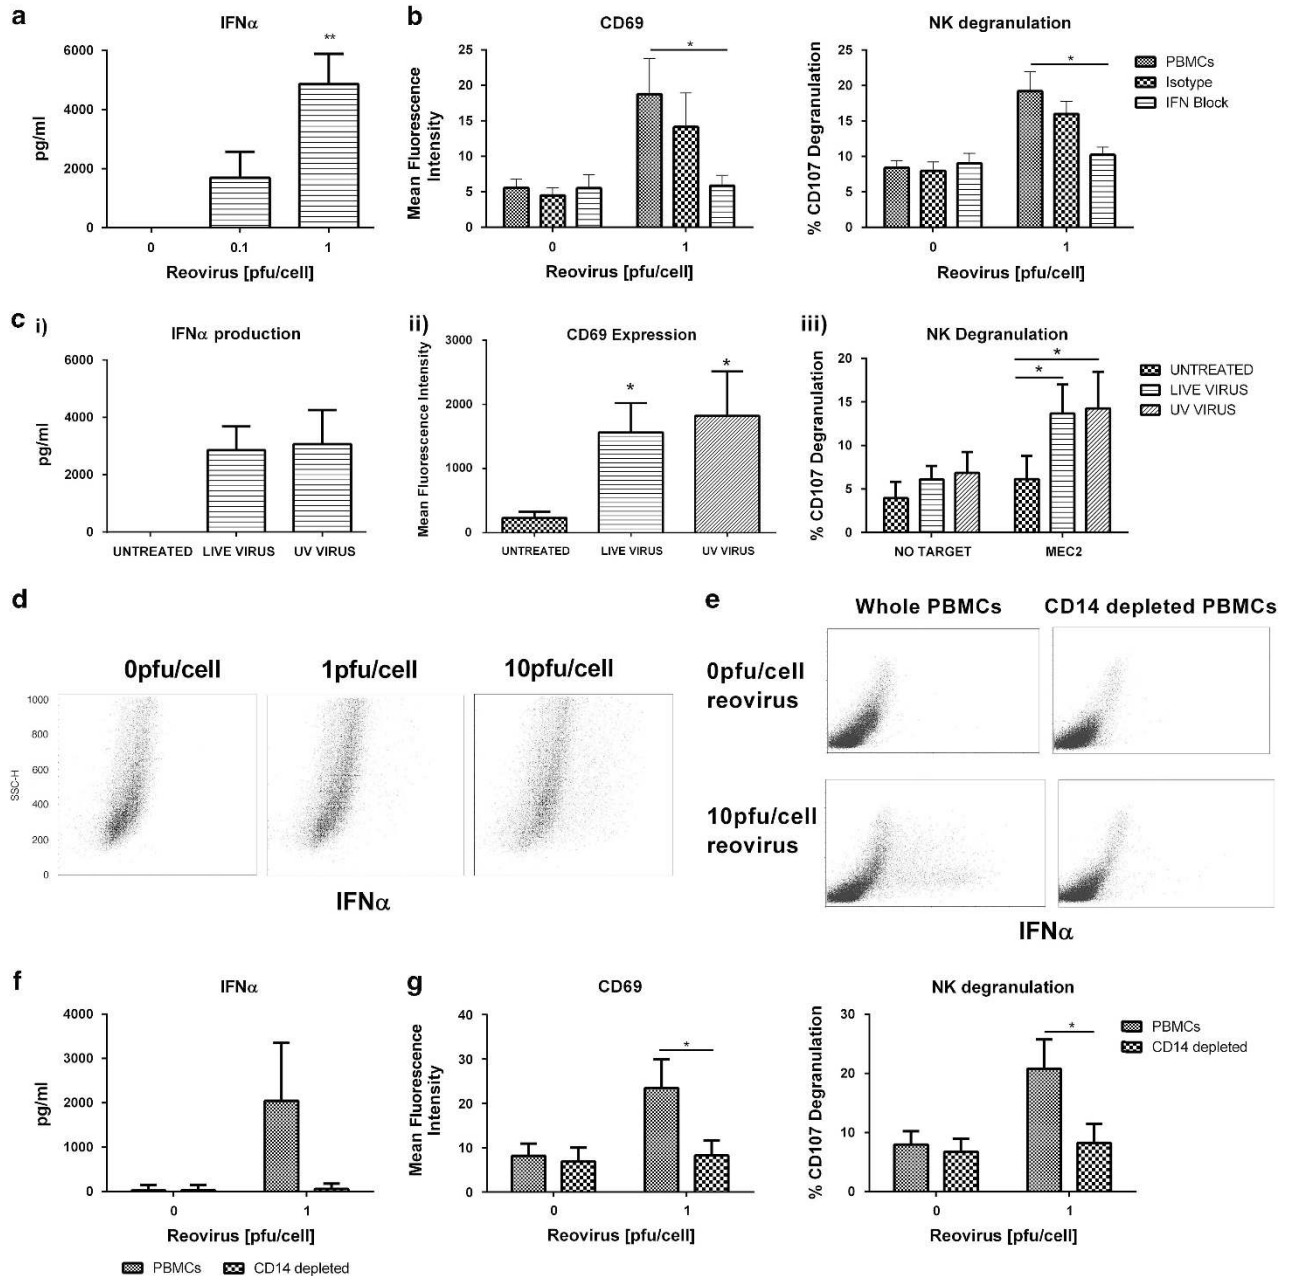 a
IFNα
**
6000
4000
2000
0
pg/ml
0 0.1 1
Reovirus [pfu/cell]
b
CD69
*
25
20
15
10
5
0
Mean Fluorescence
Intensity
0 1
Reovirus [pfu/cell]
NK degranulation
*
25
20
15
10
5
0
% CD107 Degranulation
0 1
Reovirus [pfu/cell]
PBMCs
Isotype
IFN Block
c i)
IFNα production
6000
4000
2000
0
pg/ml
UNTREATED LIVE VIRUS UV VIRUS
ii)
CD69 Expression
* *
3000
2000
1000
0
Mean Fluorescence Intensity
UNTREATED LIVE VIRUS UV VIRUS
iii)
NK Degranulation
*
*
20
15
10
5
0
% CD107 Degranulation
NO TARGET MEC2
UNTREATED
LIVE VIRUS
UV VIRUS
d
0pfu/cell 1pfu/cell 10pfu/cell
1000
800
600
400
200
0
SSC-H
IFNα
e
Whole PBMCs CD14 depleted PBMCs
0pfu/cell
reovirus
10pfu/cell
reovirus
IFNα
f
IFNα
4000
3000
2000
1000
0
pg/ml
0 1
Reovirus [pfu/cell]
PBMCs CD14 depleted
g
CD69
*
40
30
20
10
0
Mean Fluorescence
Intensity
0 1
Reovirus [pfu/cell]
NK degranulation
*
30
20
10
0
% CD107 Degranulation
0 1
Reovirus [pfu/cell]
PBMCs
CD14 depleted